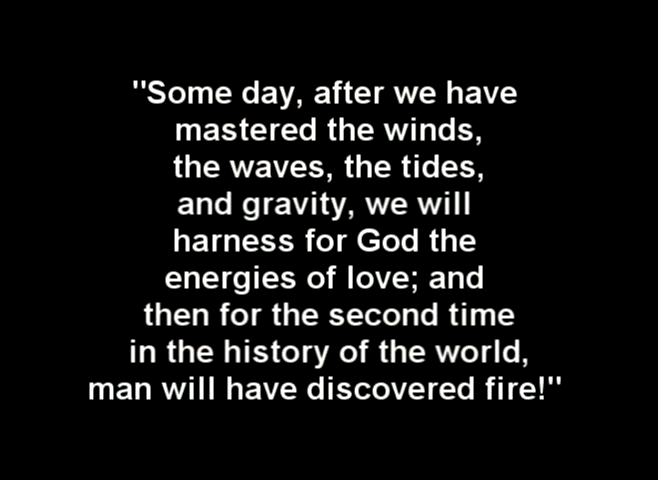 "Some day, after we have
mastered the winds,
the waves, the tides,
and gravity, we will
harness for God the
energies of love; and
then for the second time
in the history of the world,
man will have discovered fire!"